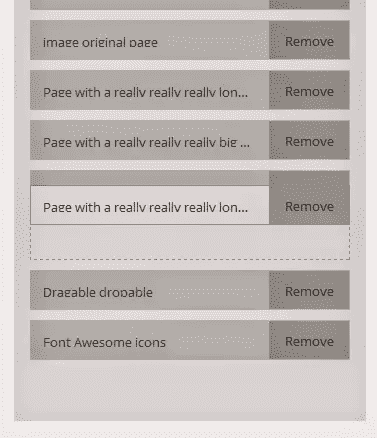 image original page
Remove
Page with a really really really lon...
Remove
Page with a really really really big ...
Remove
Page with a really really really lon...
Remove
Dragable dropable
Remove
Font Awesome icons
Remove